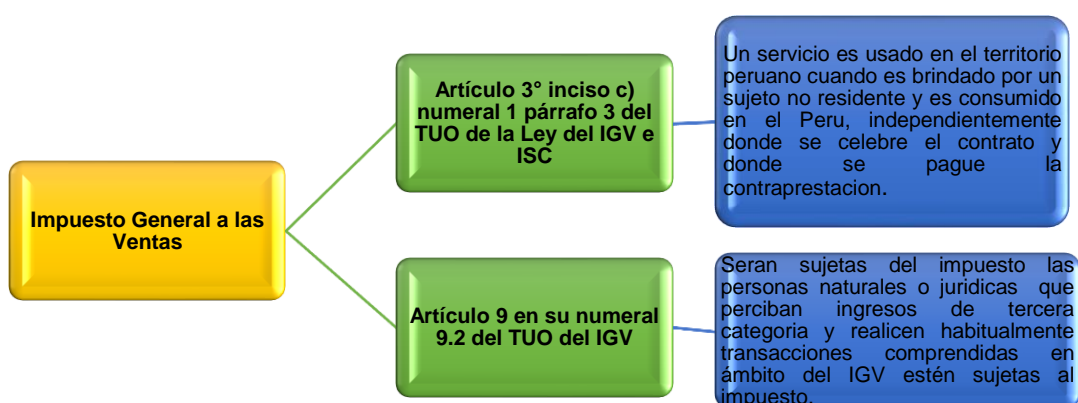 Impuesto General a las
Ventas
Artículo 3° inciso c)
numeral 1 párrafo 3 del
TUO de la Ley del IGV e
ISC
Un servicio es usado en el territorio
peruano cuando es brindado por un
sujeto no residente y es consumido
en el Peru, independientemente
donde se celebre el contrato y
donde se pague la
contraprestacion.
Artículo 9 en su numeral
9.2 del TUO del IGV
Seran sujetas del impuesto las
personas naturales o juridicas que
perciban ingresos de tercera
categoria y realicen habitualmente
transacciones comprendidas en
ámbito del IGV estén sujetas al
impuesto.